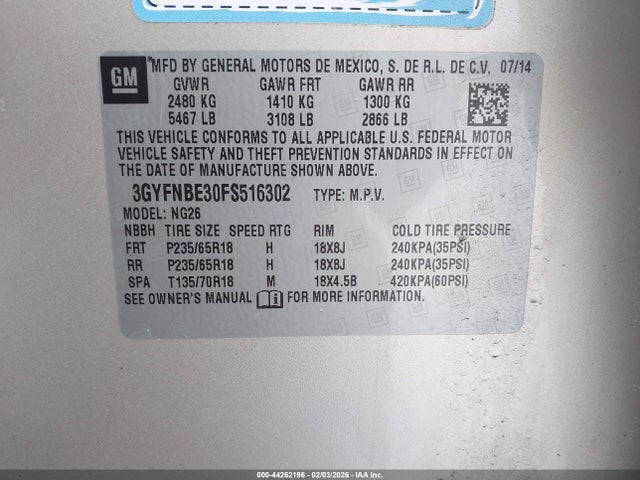 GM
MFD BY GENERAL MOTORS DE MEXICO, S. DE R.L. DE C.V. 07/14
GVWR GAWR FRT GAWR RR
2480 KG 1410 KG 1300 KG
5467 LB 3108 LB 2866 LB
THIS VEHICLE CONFORMS TO ALL APPLICABLE U.S. FEDERAL MOTOR
VEHICLE SAFETY AND THEFT PREVENTION STANDARDS IN EFFECT ON
THE DATE OF MANUFACTURE SHOWN ABOVE.
3GYFNBE30FS516302 TYPE: M.P.V.
MODEL: NG26
NBBH TIRE SIZE SPEED RTG RIM COLD TIRE PRESSURE
FRT P235/65R18 H 18X8J 240KPA(35PSI)
RR P235/65R18 H 18X8J 240KPA(35PSI)
SPA T135/70R18 M 18X4.5B 420KPA(60PSI)
SEE OWNER'S MANUAL FOR MORE INFORMATION.
000-44262196 - 02/03/2026 - IAA Inc.